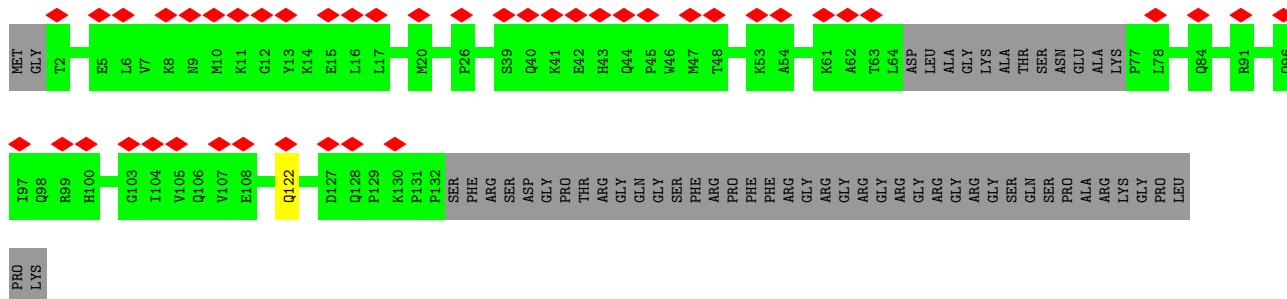 MET GLY T2 E5 L6 V7 K8 N9 M10 K11 G12 Y13 K14 E15 L16 L17 M20 P26 S39 Q40 K41 E42 H43 Q44 P45 W46 M47 T48 K53 A54 K61 A62 T63 L64 ASP LEU ALA GLY LYS ALA THR SER ASN GLU ALA LYS P77 L78 Q84 R91
I97 Q98 R99 H100 G103 I104 V105 Q106 V107 E108 Q122 D127 Q128 P129 K130 P131 P132 SER PHE ARG SER ASP GLY PRO THR ARG GLY GLN GLY SER PHE ARG PRO PHE PHE ARG GLY ARG GLY ARG GLY ARG GLY ARG GLY ARG GLY SER GLN SER PRO ALA ARG LYS GLY PRO LEU
PRO LYS